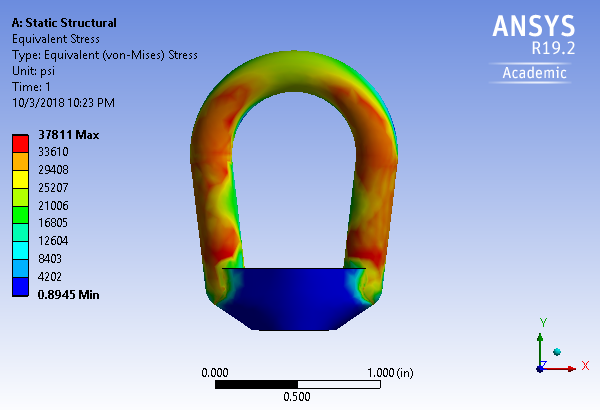 A: Static Structural
Equivalent Stress
Type: Equivalent (von-Mises) Stress
Unit: psi
Time: 1
10/3/2018 10:23 PM
ANSYS
R19.2
Academic
37811 Max
33610
29408
25207
21006
16805
12604
8403
4202
0.8945 Min
0.000
1.000 (in)
0.500
Y
Z
X